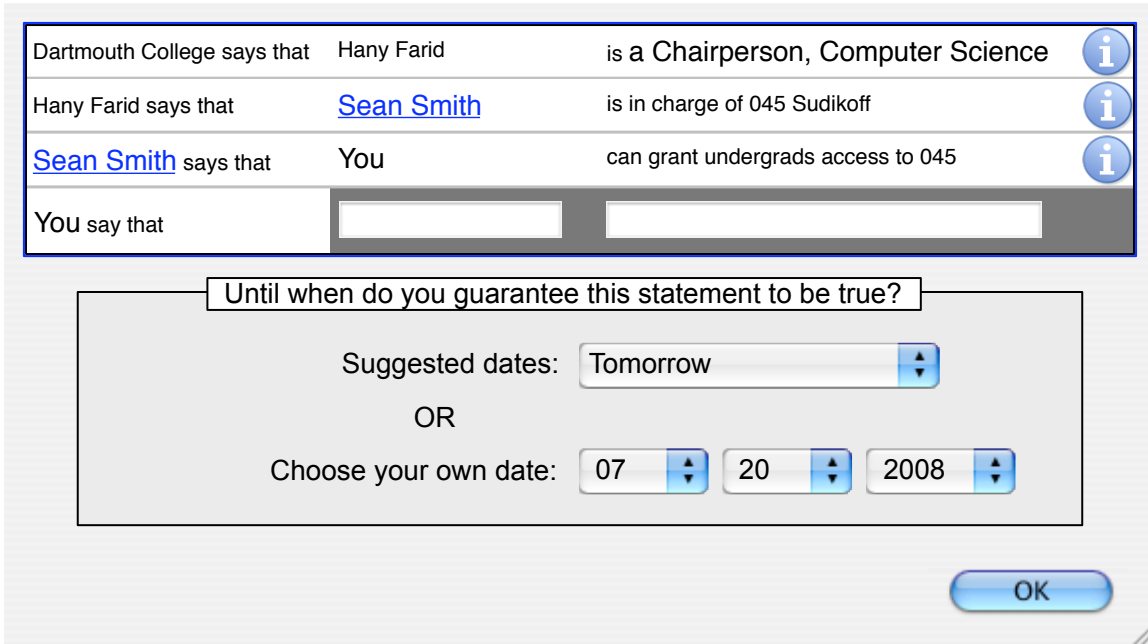 Dartmouth College says that Hany Farid is a Chairperson, Computer Science
Hany Farid says that Sean Smith is in charge of 045 Sudikoff
Sean Smith says that You can grant undergrads access to 045
You say that
Until when do you guarantee this statement to be true?
Suggested dates: Tomorrow
OR
Choose your own date: 07 20 2008
OK